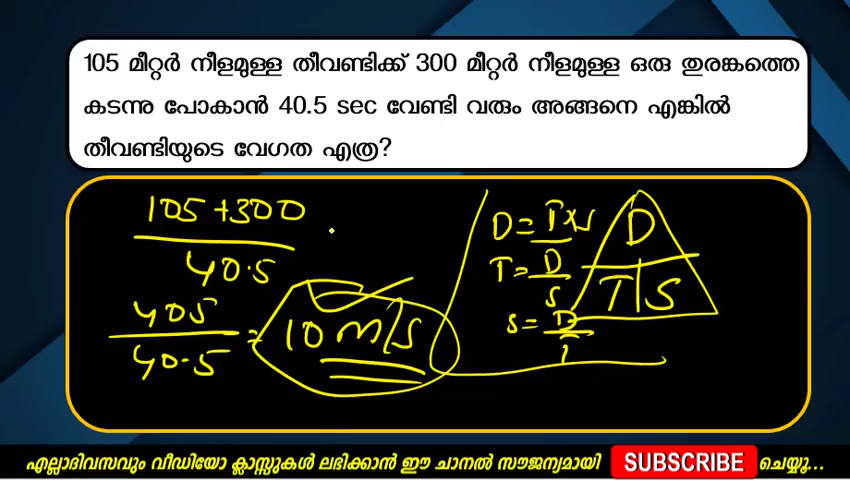 105 മീറ്റർ നീളമുള്ള തീവണ്ടിക്ക് 300 മീറ്റർ നീളമുള്ള ഒരു തുരങ്കത്തെ
കടന്നു പോകാൻ 40.5 sec വേണ്ടി വരും അങ്ങനെ എങ്കിൽ
തീവണ്ടിയുടെ വേഗത എത്ര?
105+300
40.5
405
40.5
= 10 m/s
D = T×S
T = D
S
S = D
T
D
T S
എല്ലാദിവസവും വീഡിയോ ക്ലാസ്സുകൾ ലഭിക്കാൻ ഈ ചാനൽ സൗജന്യമായി SUBSCRIBE ചെയ്യൂ...